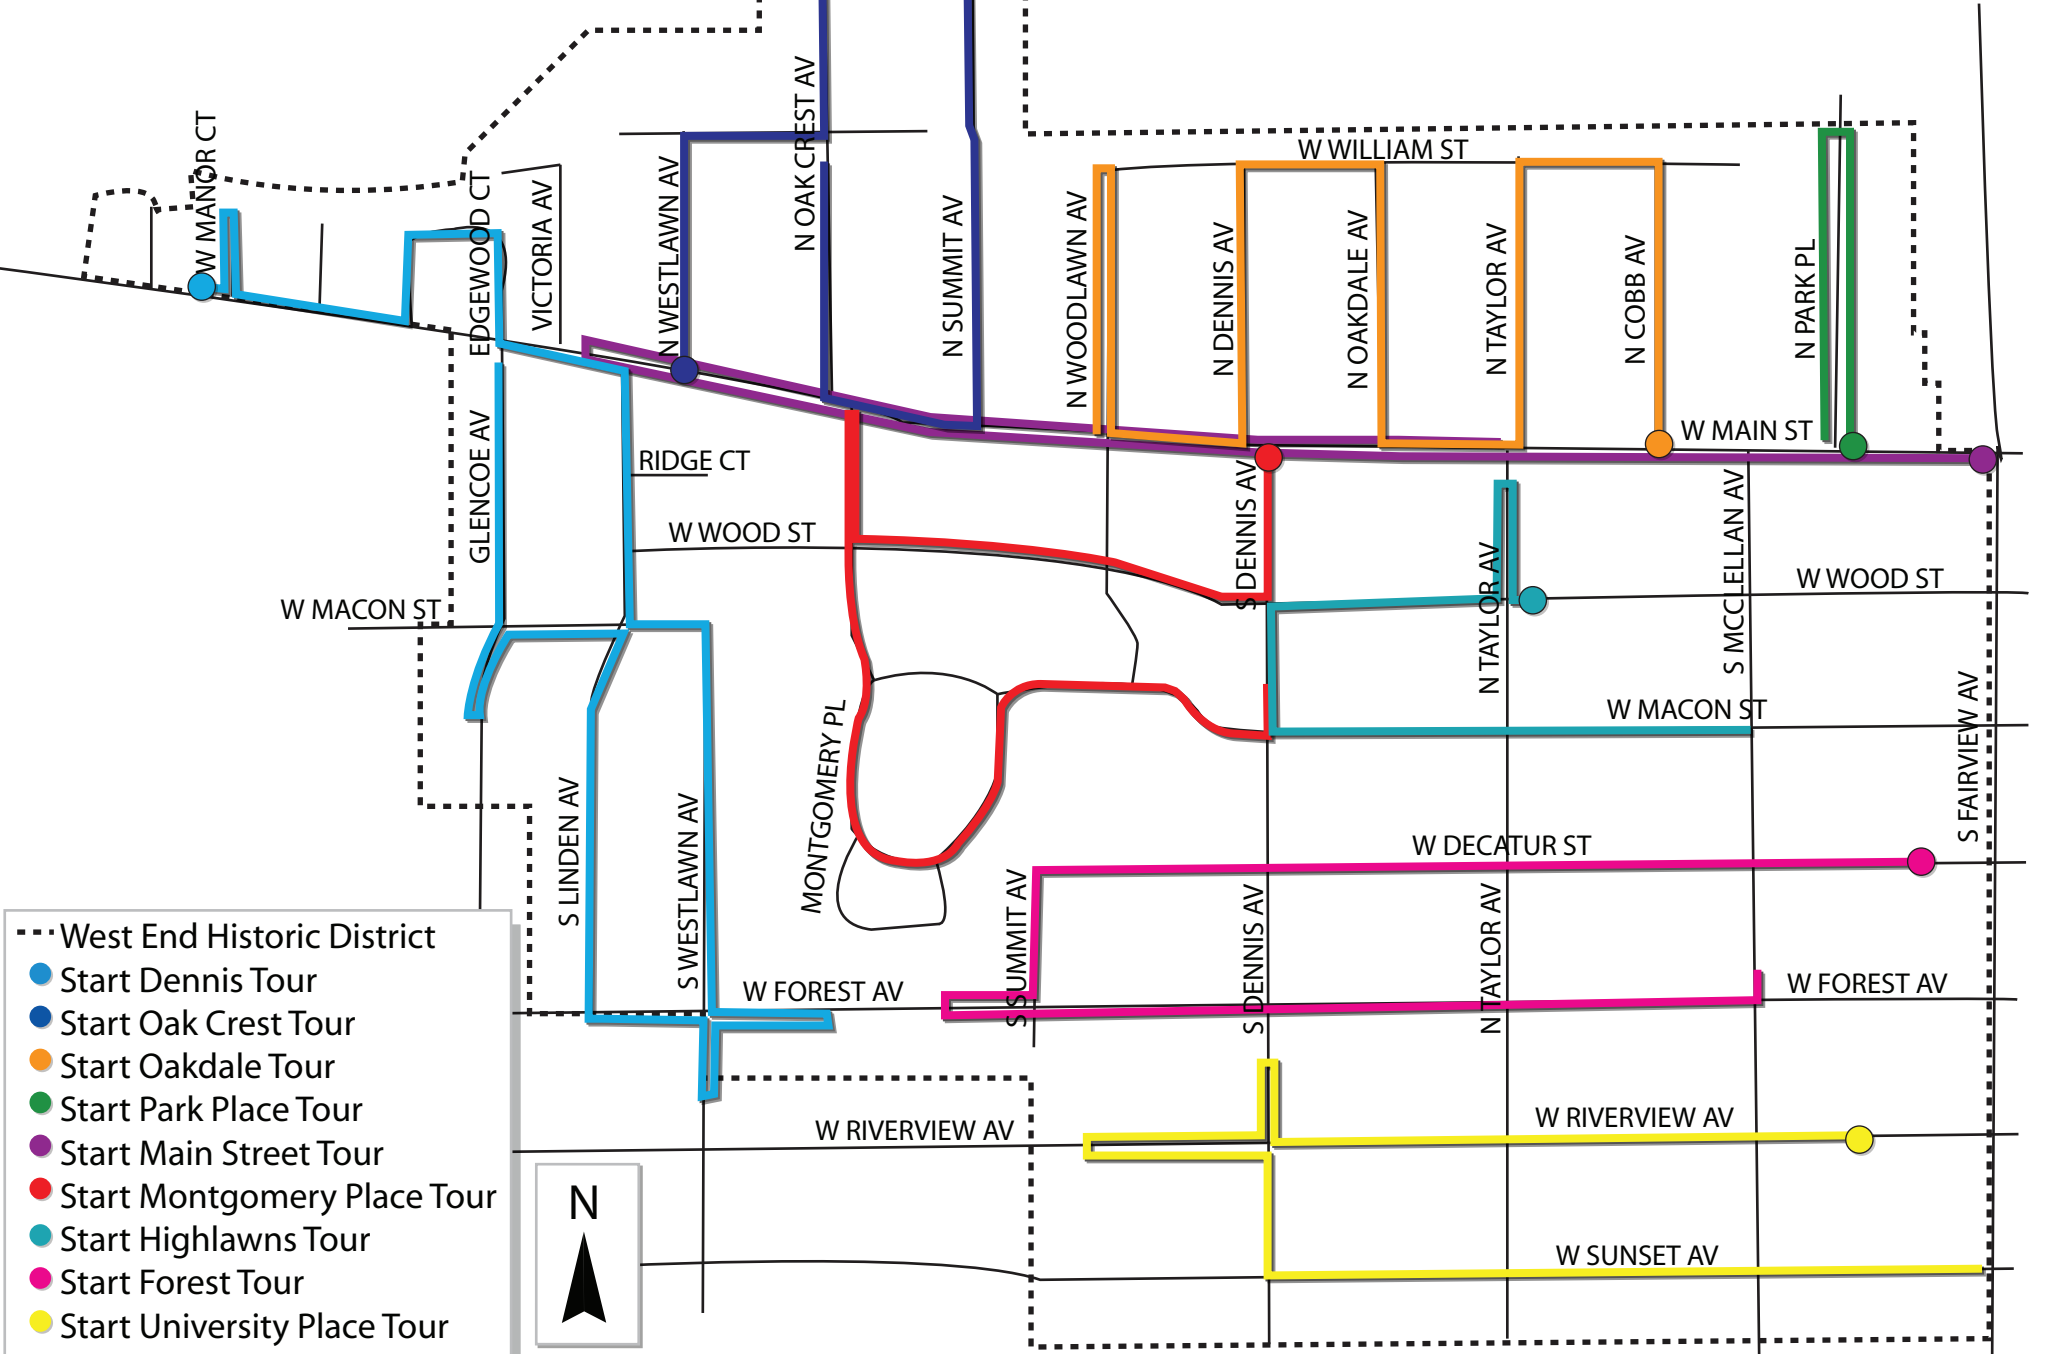 W MANOR CT
EDGEWOOD CT
VICTORIA AV
N WESTLAWN AV
N OAK CREST AV
N SUMMIT AV
N WOODLAWN AV
W WILLIAM ST
N DENNIS AV
N OAKDALE AV
N TAYLOR AV
N COBB AV
N PARK PL
W MAIN ST
GLENCOE AV
RIDGE CT
W WOOD ST
S DENNIS AV
N TAYLOR AV
S MCCLELLAN AV
W WOOD ST
W MACON ST
W MACON ST
S FAIRVIEW AV
MONTGOMERY PL
S LINDEN AV
S WESTLAWN AV
W DECATUR ST
S SUMMIT AV
S DENNIS AV
N TAYLOR AV
W FOREST AV
W FOREST AV
W RIVERVIEW AV
W RIVERVIEW AV
W SUNSET AV
N
West End Historic District
Start Dennis Tour
Start Oak Crest Tour
Start Oakdale Tour
Start Park Place Tour
Start Main Street Tour
Start Montgomery Place Tour
Start Highlawns Tour
Start Forest Tour
Start University Place Tour